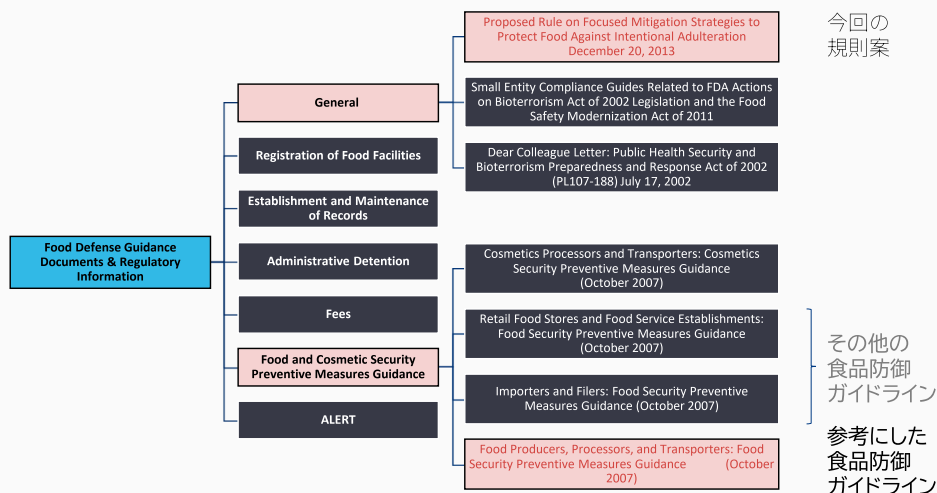 Food Defense Guidance
Documents & Regulatory
Information
General
Registration of Food Facilities
Establishment and Maintenance
of Records
Administrative Detention
Fees
Food and Cosmetic Security
Preventive Measures Guidance
ALERT
Proposed Rule on Focused Mitigation Strategies to
Protect Food Against Intentional Adulteration
December 20, 2013
Small Entity Compliance Guides Related to FDA Actions
on Bioterrorism Act of 2002 Legislation and the Food
Safety Modernization Act of 2011
Dear Colleague Letter: Public Health Security and
Bioterrorism Preparedness and Response Act of 2002
(PL107-188) July 17, 2002
Cosmetics Processors and Transporters: Cosmetics
Security Preventive Measures Guidance
(October 2007)
Retail Food Stores and Food Service Establishments:
Food Security Preventive Measures Guidance
(October 2007)
Importers and Filers: Food Security Preventive
Measures Guidance (October 2007)
Food Producers, Processors, and Transporters: Food
Security Preventive Measures Guidance (October
2007)
今回の
規則案
その他の
食品防御
ガイドライン
参考にした
食品防御
ガイドライン